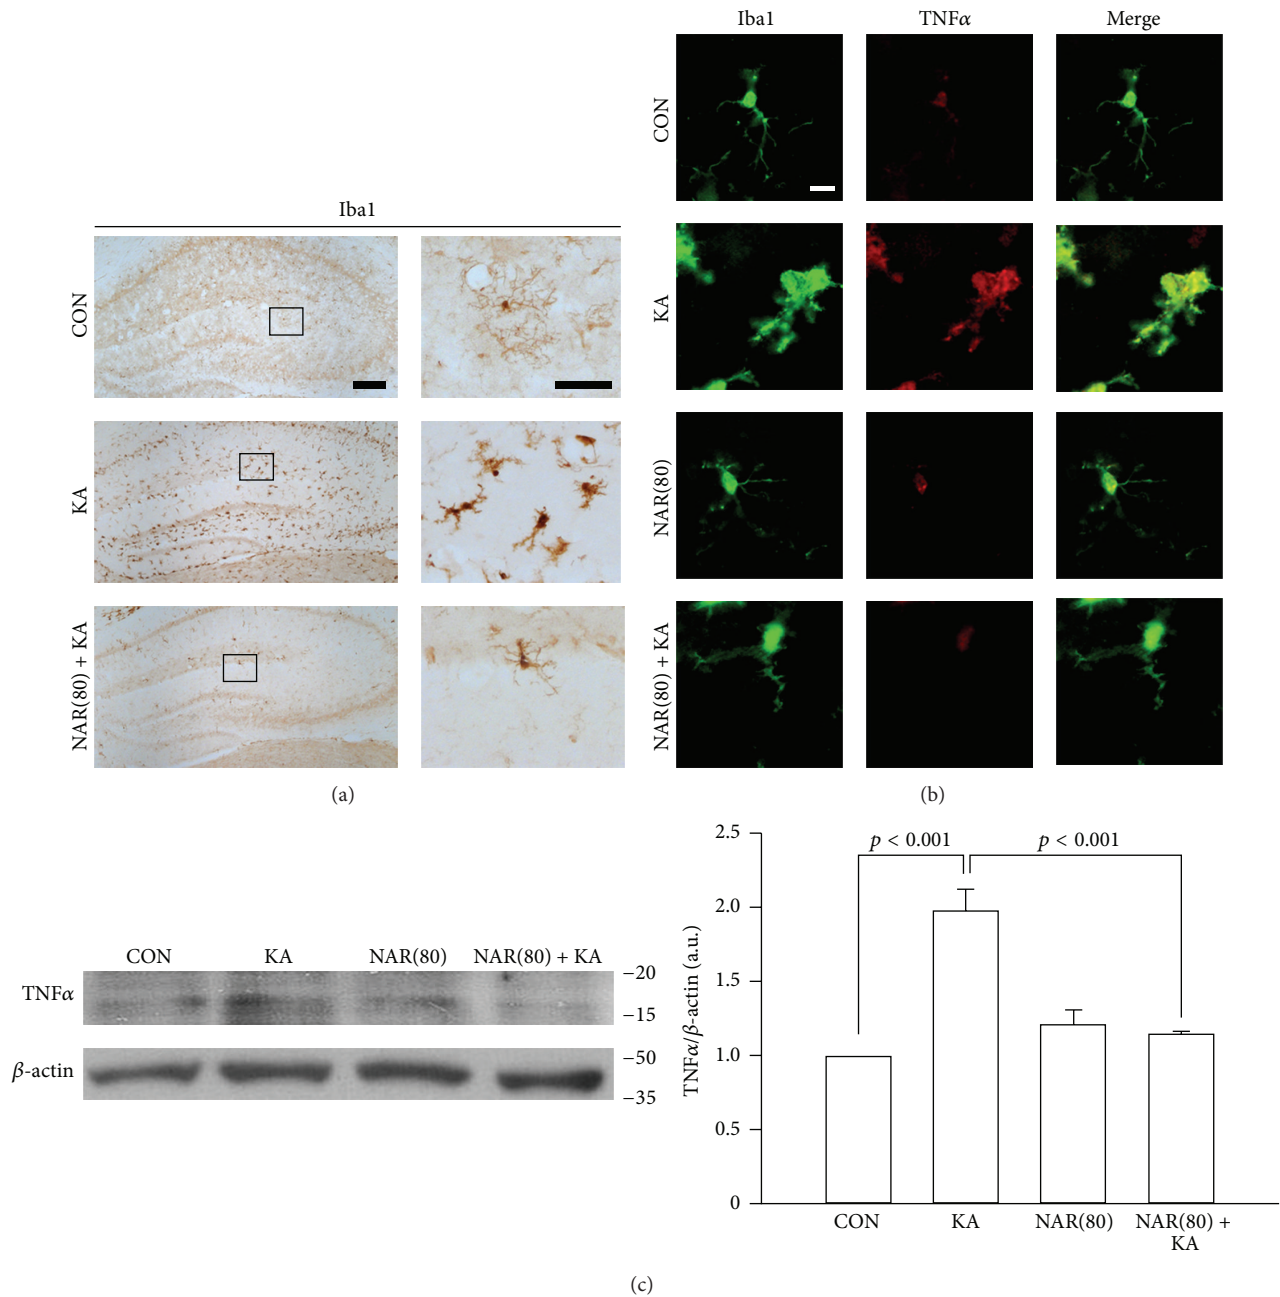 Iba1
CON
KA
NAR(80) + KA
(a)
Iba1 TNFα Merge
CON
KA
NAR(80)
NAR(80) + KA
(b)
CON KA NAR(80) NAR(80) + KA
TNFα
−20
−15
β-actin
−50
−35
TNFα/β-actin (a.u.)
2.5
2.0
1.5
1.0
0.5
0
p < 0.001 p < 0.001
CON KA NAR(80) NAR(80) +
KA
(c)